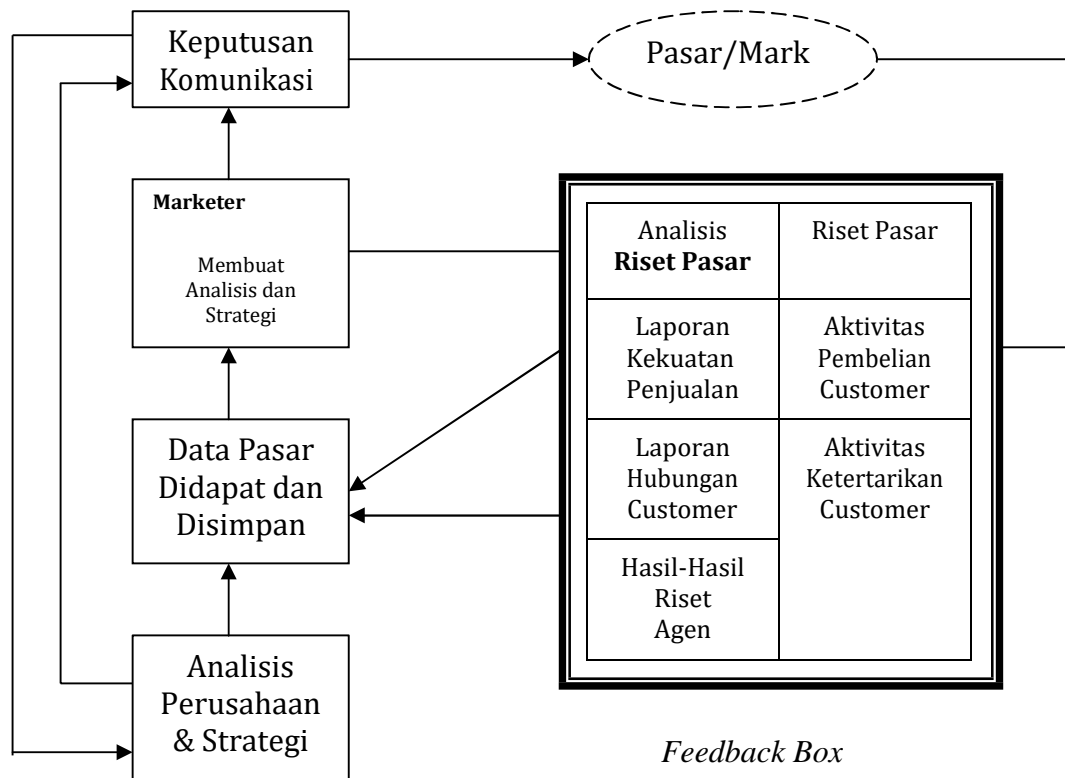 Keputusan
Komunikasi
Pasar/Mark
Marketer
Membuat
Analisis dan
Strategi
Analisis
Riset Pasar
Riset Pasar
Laporan
Kekuatan
Penjualan
Aktivitas
Pembelian
Customer
Data Pasar
Didapat dan
Disimpan
Laporan
Hubungan
Customer
Aktivitas
Ketertarikan
Customer
Hasil-Hasil
Riset
Agen
Analisis
Perusahaan
& Strategi
Feedback Box